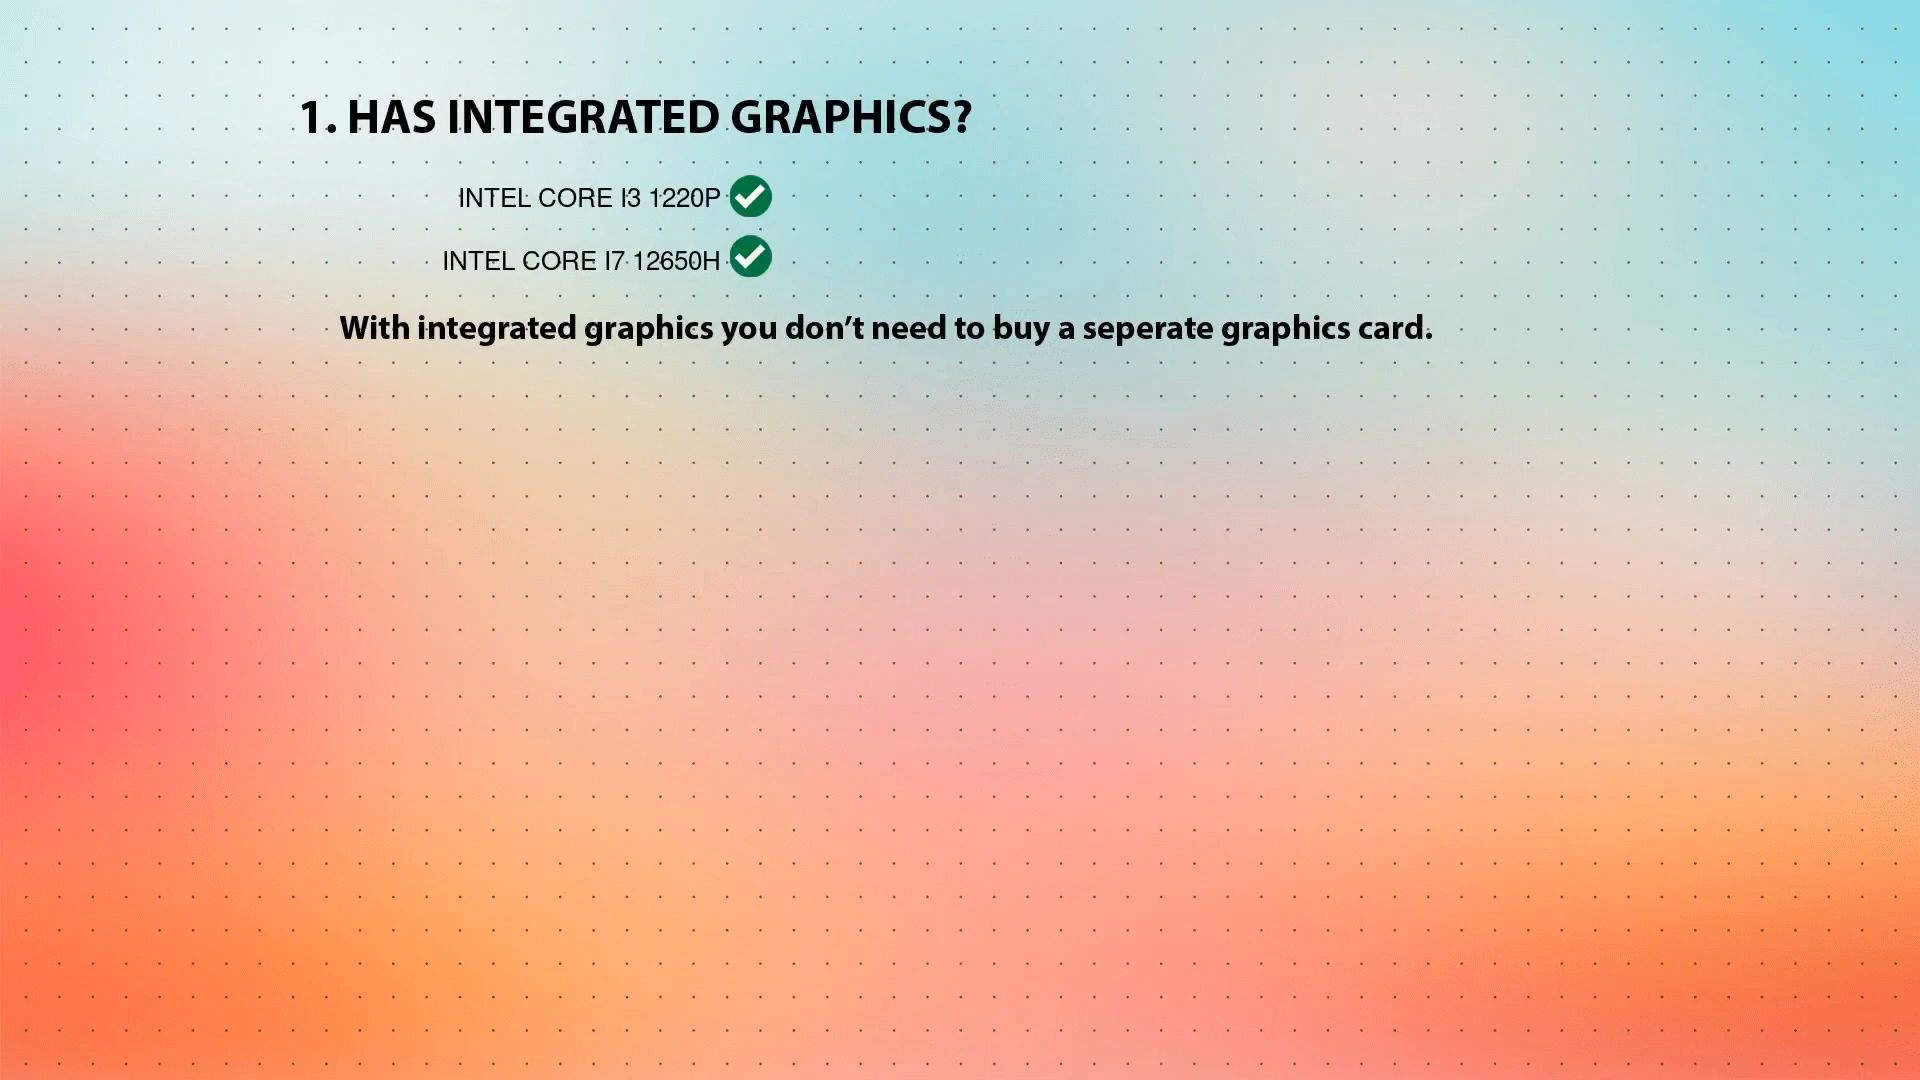 1. HAS INTEGRATED GRAPHICS?
INTEL CORE I3 1220P
INTEL CORE I7 12650H
With integrated graphics you don’t need to buy a seperate graphics card.